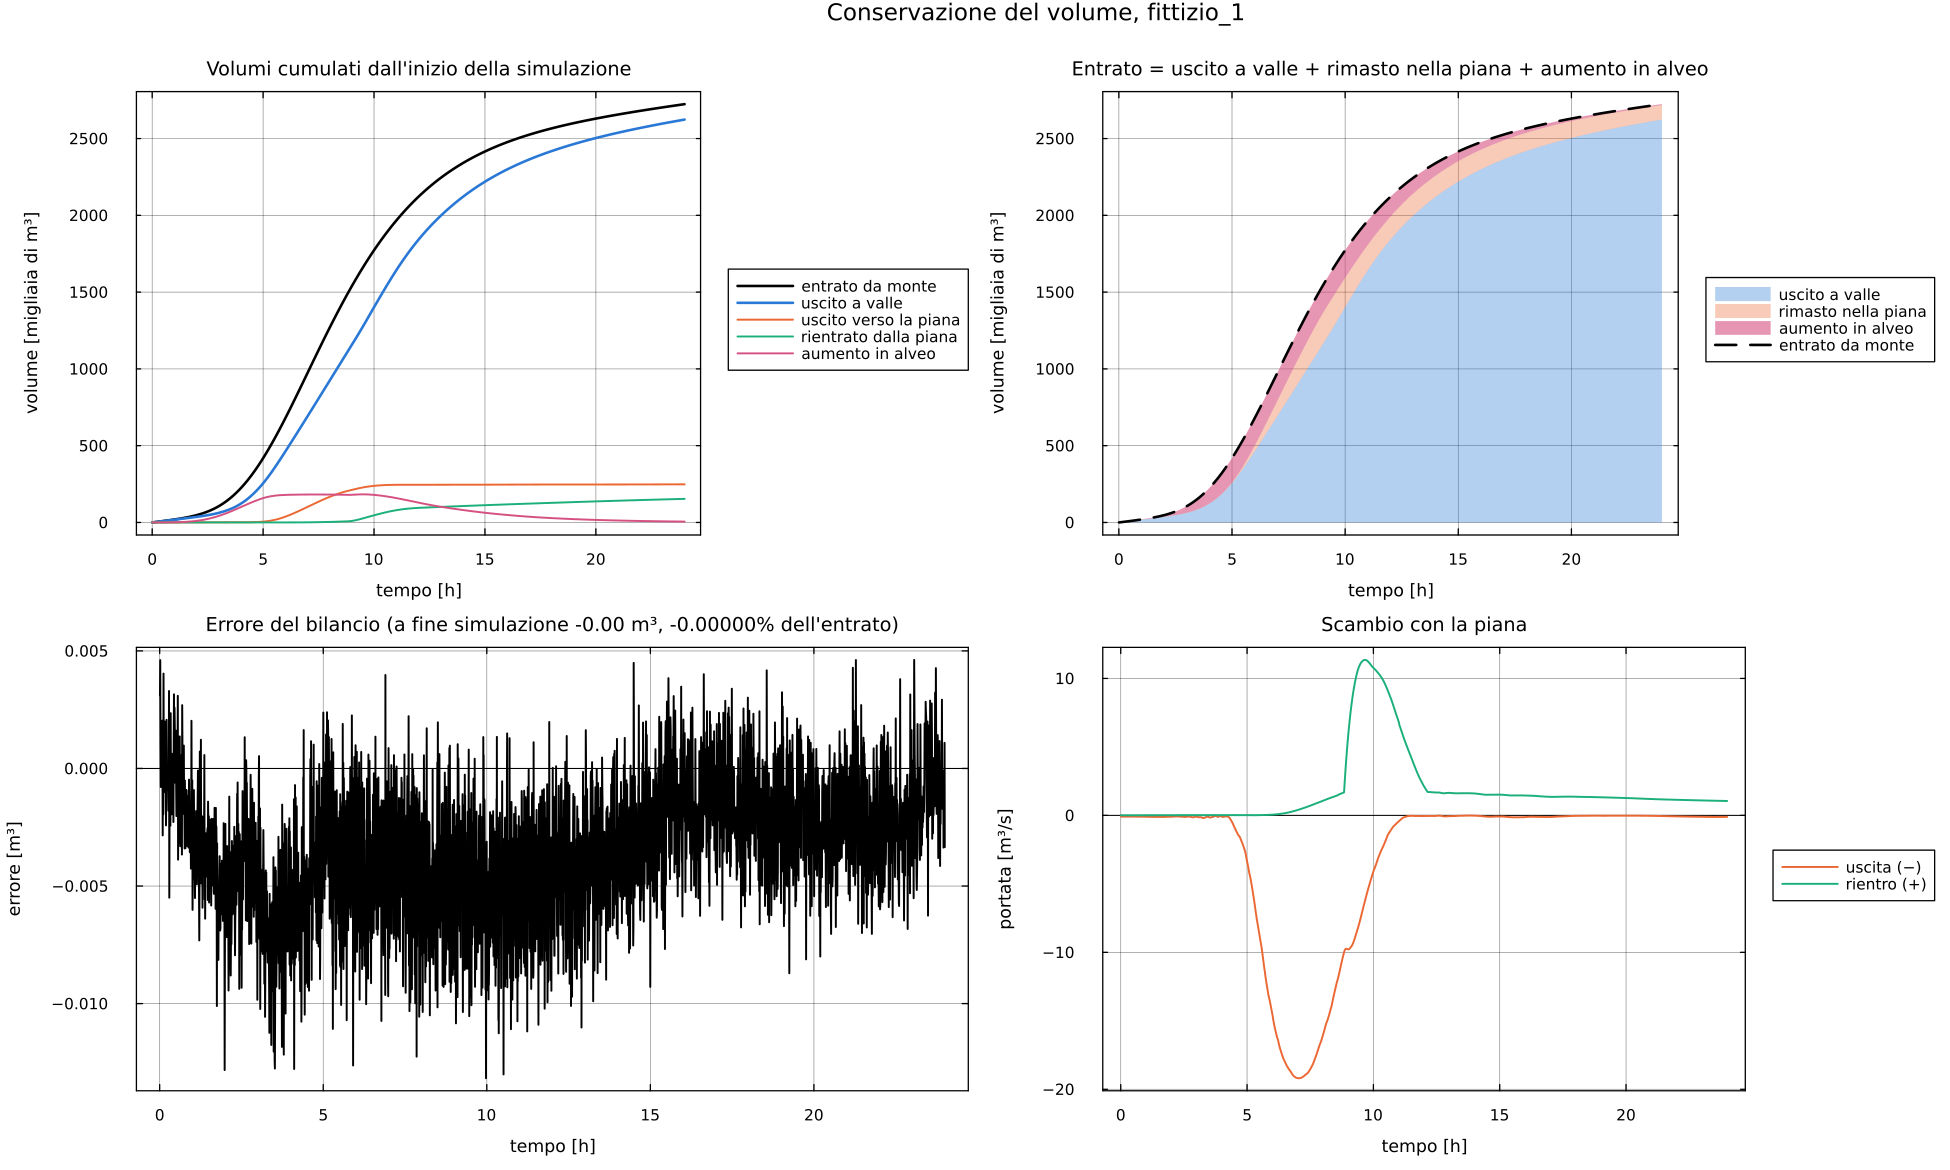 Conservazione del volume, fittizio_1
Volumi cumulati dall'inizio della simulazione
volume [migliaia di m³]
2500
2000
1500
1000
500
0
0 5 10 15 20
tempo [h]
entrato da monte
uscito a valle
uscito verso la piana
rientrato dalla piana
aumento in alveo
Entrato = uscito a valle + rimasto nella piana + aumento in alveo
volume [migliaia di m³]
2500
2000
1500
1000
500
0
0 5 10 15 20
tempo [h]
uscito a valle
rimasto nella piana
aumento in alveo
entrato da monte
Errore del bilancio (a fine simulazione -0.00 m³, -0.00000% dell'entrato)
errore [m³]
0.005
0.000
−0.005
−0.010
0 5 10 15 20
tempo [h]
Scambio con la piana
portata [m³/s]
10
0
−10
−20
0 5 10 15 20
tempo [h]
uscita (−)
rientro (+)